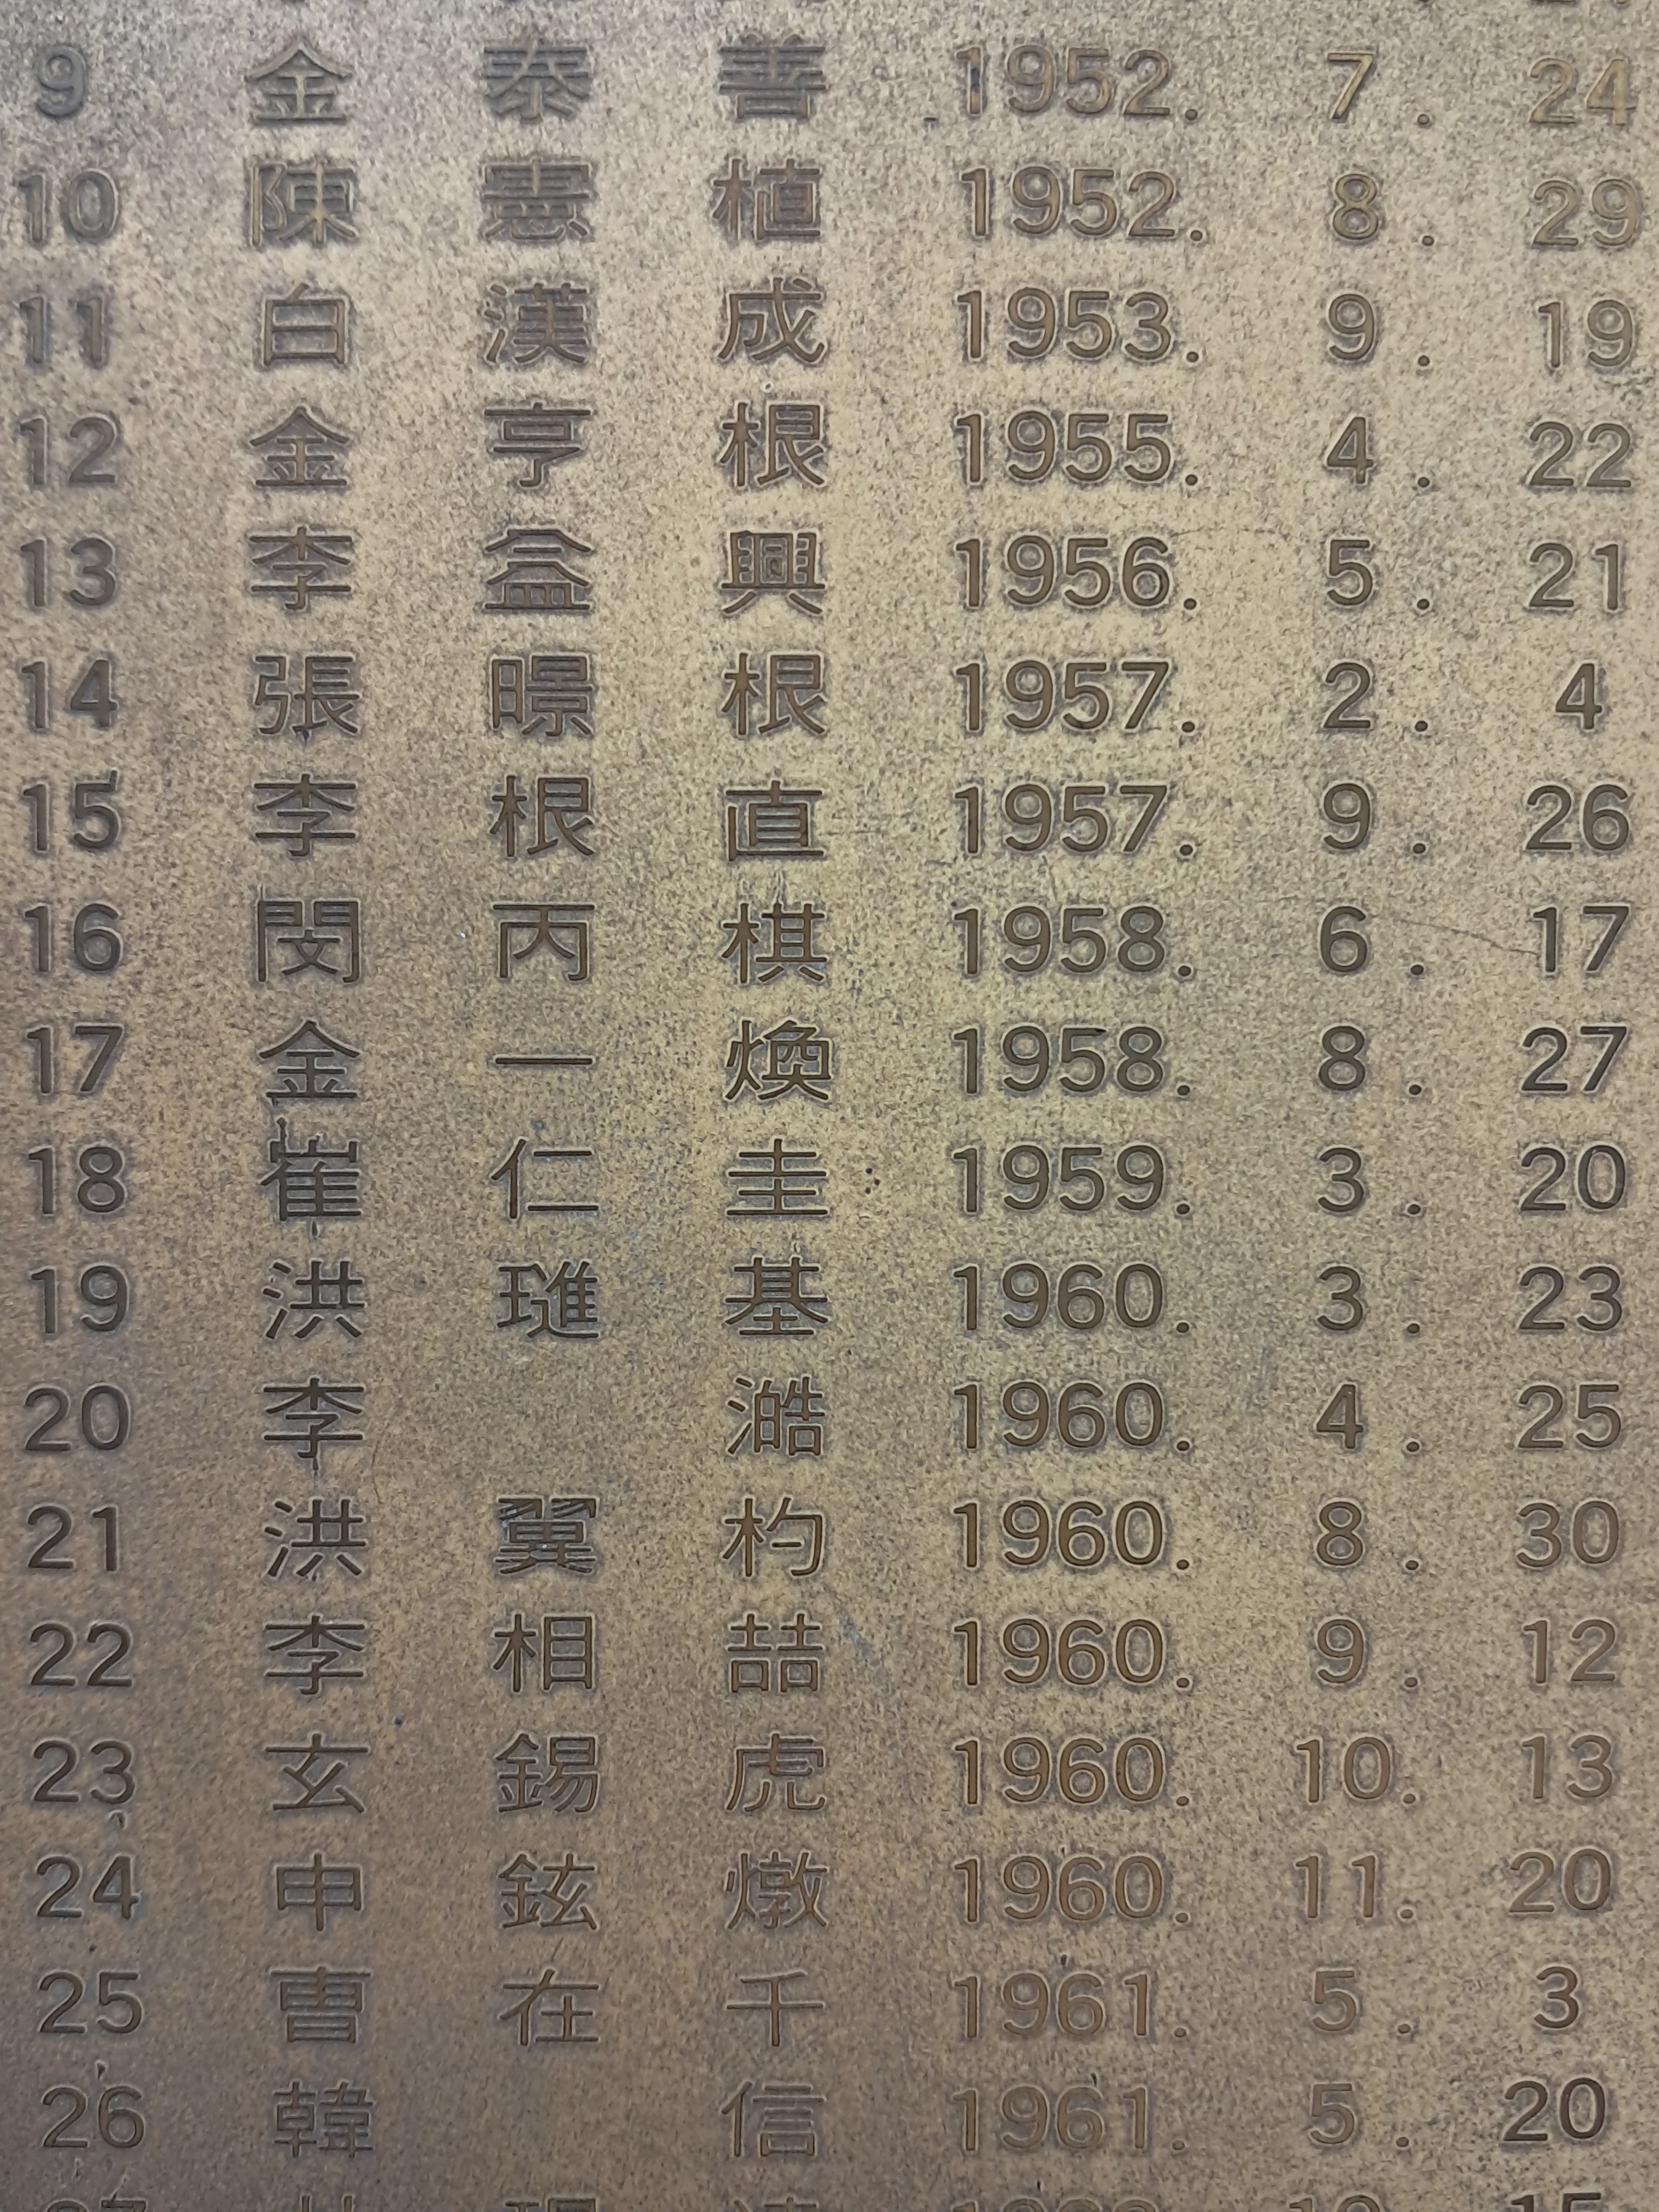 9 金 泰 善 1952. 7. 24
10 陳 憲 植 1952. 8. 29
11 白 漢 成 1953. 9. 19
12 金 亨 根 1955. 4. 22
13 李 益 興 1956. 5. 21
14 張 暻 根 1957. 2. 4
15 李 根 直 1957. 9. 26
16 閔 丙 棋 1958. 6. 17
17 金 一 煥 1958. 8. 27
18 崔 仁 圭 1959. 3. 20
19 洪 璡 基 1960. 3. 23
20 李 澔 1960. 4. 25
21 洪 翼 杓 1960. 8. 30
22 李 相 喆 1960. 9. 12
23 玄 錫 虎 1960. 10. 13
24 申 鉉 燉 1960. 11. 20
25 曺 在 千 1961. 5. 3
26 韓 信 1961. 5. 20